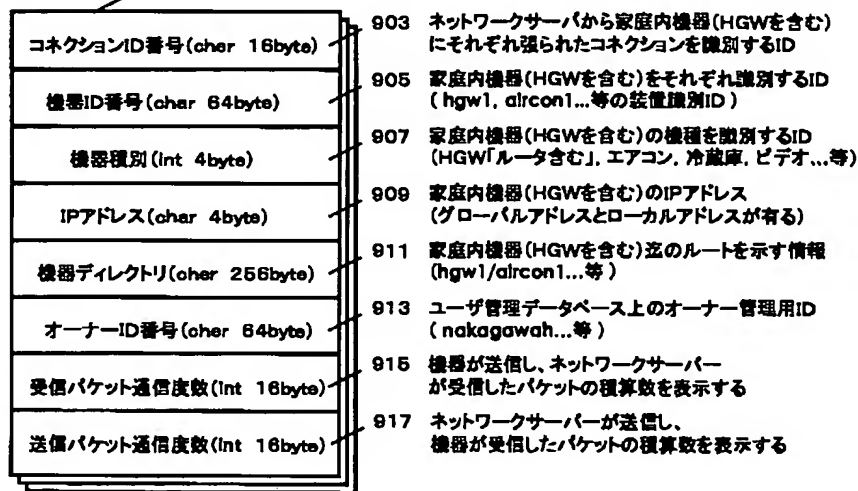 コネクションID番号(char 16byte)
903 ネットワークサーバから家庭内機器(HGWを含む)
にそれぞれ張られたコネクションを識別するID
機器ID番号(char 64byte)
905 家庭内機器(HGWを含む)をそれぞれ識別するID
(hgw1, aircon1...等の装置識別ID)
機器種別(int 4byte)
907 家庭内機器(HGWを含む)の機種を識別するID
(HGW「ルータ含む」, エアコン, 冷蔵庫, ビデオ...等)
IPアドレス(char 4byte)
909 家庭内機器(HGWを含む)のIPアドレス
(グローバルアドレスとローカルアドレスが有る)
機器ディレクトリ(char 256byte)
911 家庭内機器(HGWを含む)迄のルートを示す情報
(hgw1/aircon1...等)
オーナーID番号(char 64byte)
913 ユーザ管理データベース上のオーナー管理用ID
(nakagawah...等)
受信パケット通信度数(int 16byte)
915 機器が送信し、ネットワークサーバー
が受信したパケットの積算数を表示する
送信パケット通信度数(int 16byte)
917 ネットワークサーバーが送信し、
機器が受信したパケットの積算数を表示する